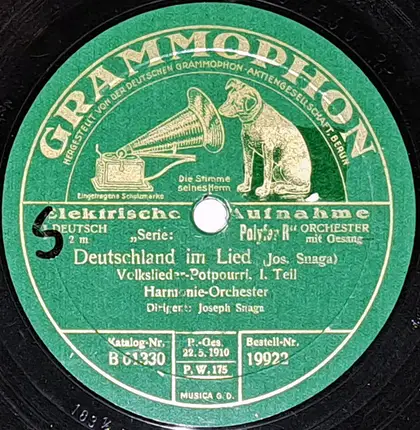 GRAMMOPHON
HERGESTELLT VON DER DEUTSCHEN GRAMMOPHON-AKTIENGESELLSCHAFT, BERLIN
Die Stimme
seines Herrn
Eingetragene Schutzmarke
Elektrische Aufnahme
S
DEUTSCH „Serie: Polyfar R" ORCHESTER
2 m mit Gesang
Deutschland im Lied (Jos. Snaga)
Volkslieder-Potpourri. I. Teil
Harmonie-Orchester
Dirigent: Joseph Snaga
Katalog-Nr. P.-Ges. Bestell-Nr.
B 61330 22.5.1910 19922
P.W.175
MUSICA G.D.